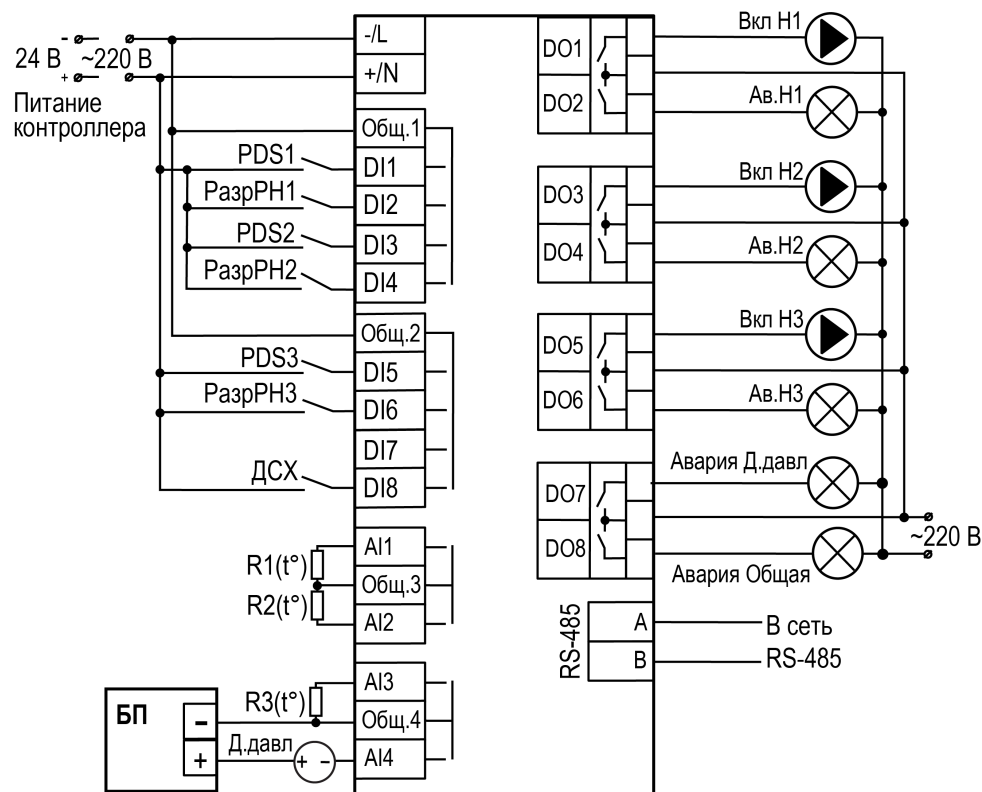 -
24 В ~220 В
+
Питание
контроллера
-/L
+/N
Общ.1
PDS1 DI1
РазрРН1 DI2
PDS2 DI3
РазрРН2 DI4
Общ.2
PDS3 DI5
РазрРН3 DI6
DI7
ДСХ DI8
AI1
R1(t°) Общ.3
R2(t°) AI2
AI3
R3(t°) Общ.4
БП -
Д.давл
+ + - AI4
DO1 Вкл Н1
DO2 Ав.Н1
DO3 Вкл Н2
DO4 Ав.Н2
DO5 Вкл Н3
DO6 Ав.Н3
DO7 Авария Д.давл
~220 В
DO8 Авария Общая
RS-485
A В сеть
B RS-485